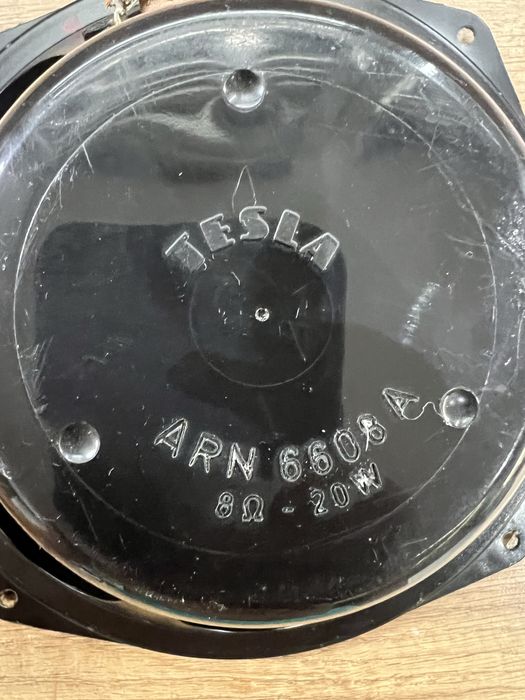 TESLA
ARN 6608 A
8Ω - 20W